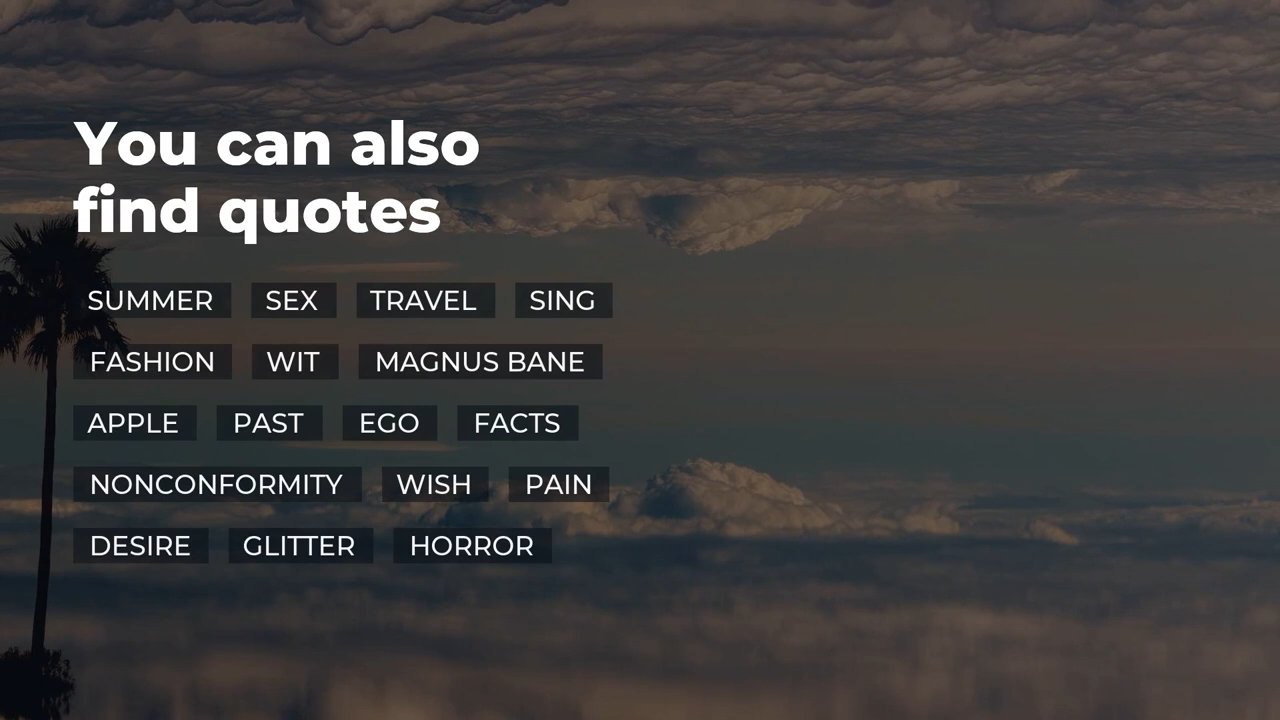 You can also
find quotes
SUMMER SEX TRAVEL SING
FASHION WIT MAGNUS BANE
APPLE PAST EGO FACTS
NONCONFORMITY WISH PAIN
DESIRE GLITTER HORROR